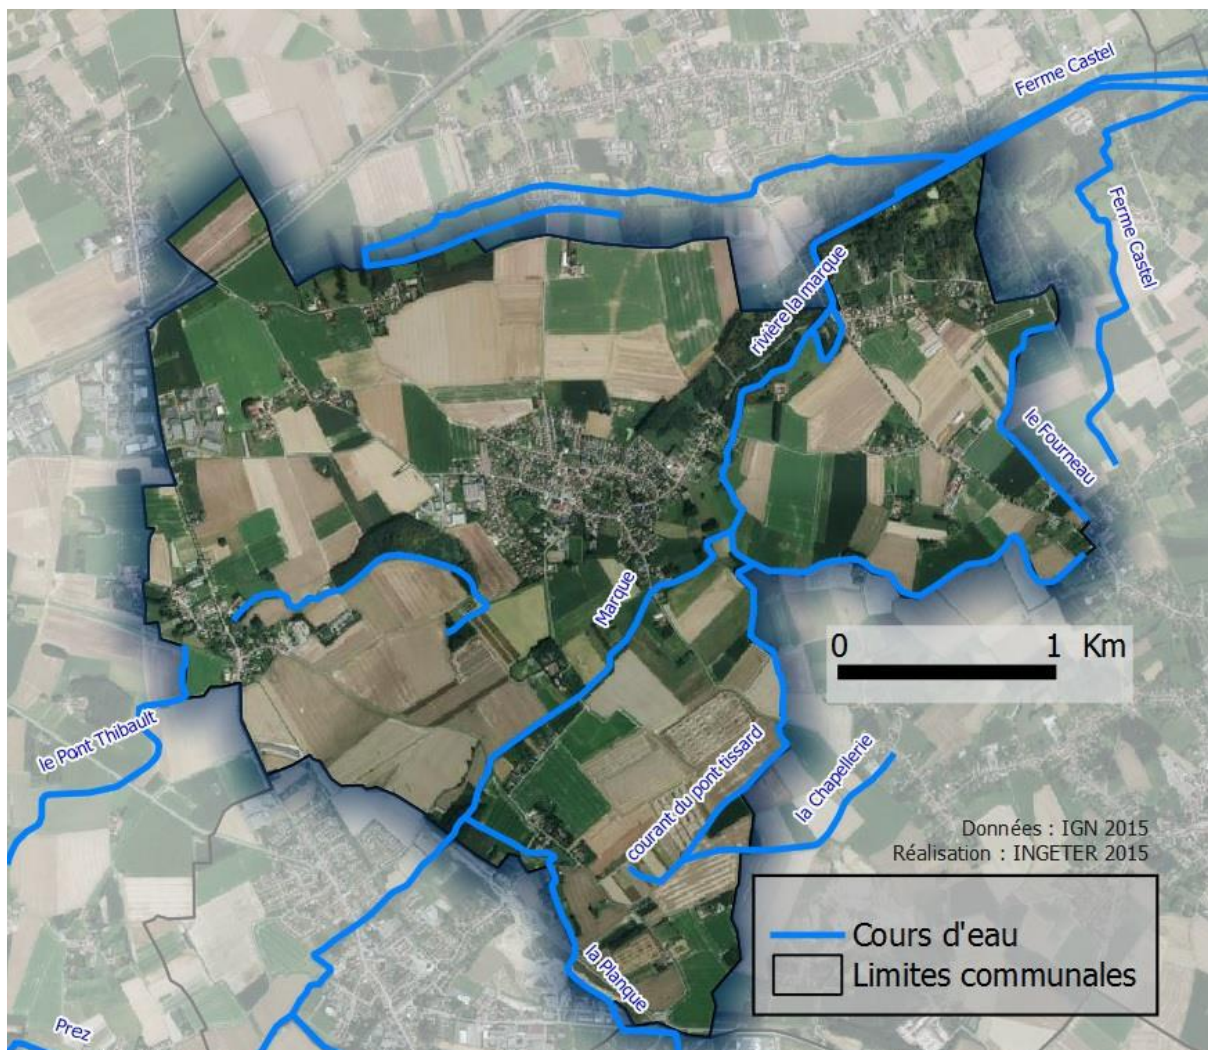 Ferme Castel
Ferme Castel
rivière la marque
le Fourneau
Marque
0 1 Km
le Pont Thibault
courant du pont tissard
la Chapellerie
Données : IGN 2015
Réalisation : INGETER 2015
Cours d'eau
Limites communales
la Planque
Prez